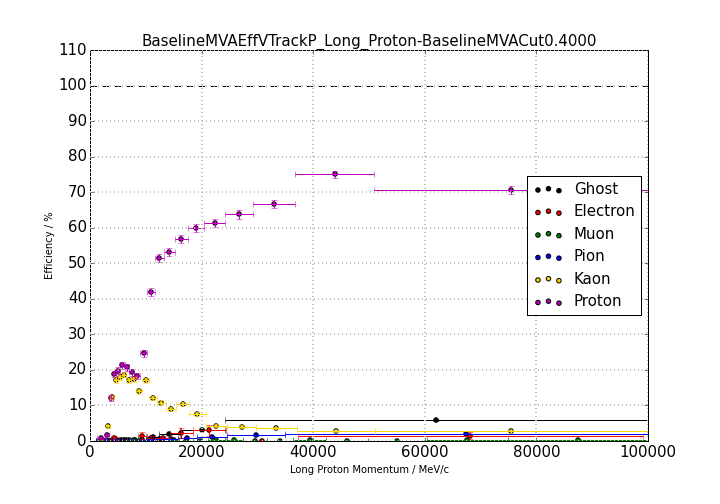 BaselineMVAEffVTrackP_Long_Proton-BaselineMVACut0.4000
110
100
90
80
70
60
50
40
30
20
10
0
Efficiency / %
Ghost
Electron
Muon
Pion
Kaon
Proton
0 20000 40000 60000 80000 100000
Long Proton Momentum / MeV/c